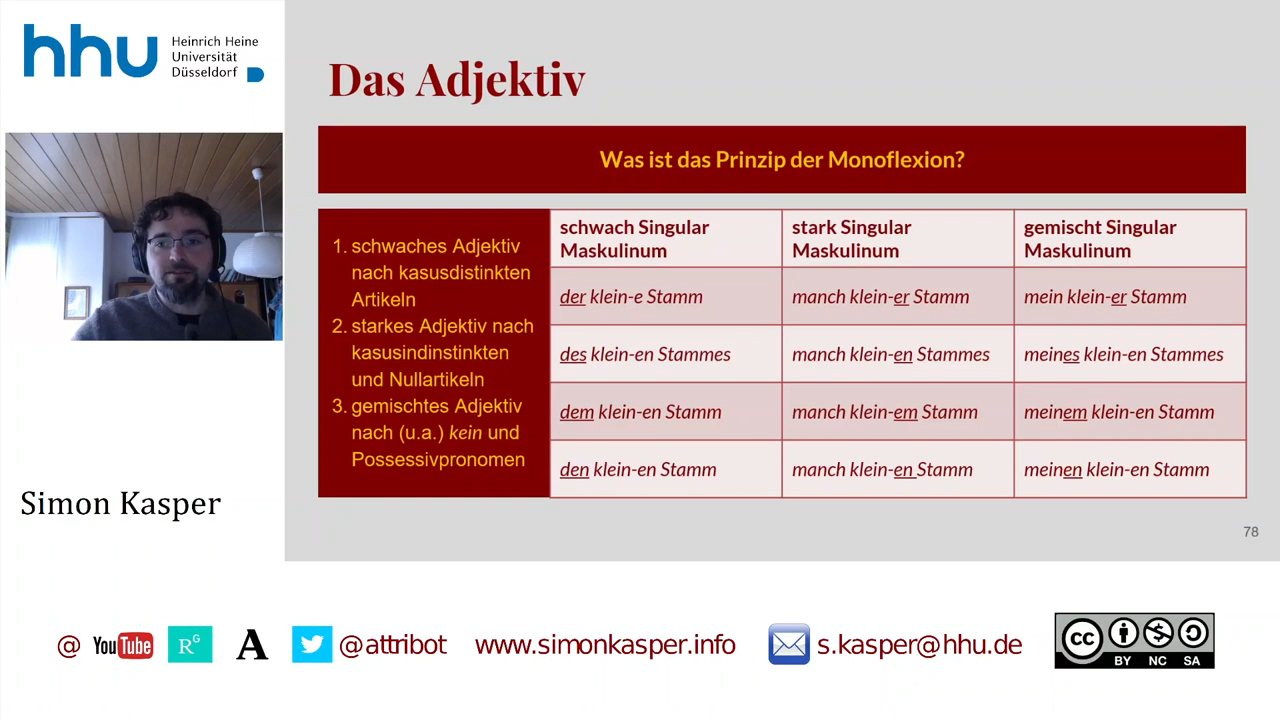 hhu
Heinrich Heine
Universität
Düsseldorf
Das Adjektiv
Was ist das Prinzip der Monoflexion?
1. schwaches Adjektiv
nach kasusdistinkten
Artikeln
2. starkes Adjektiv nach
kasusindinstinkten
und Nullartikeln
3. gemischtes Adjektiv
nach (u.a.) kein und
Possessivpronomen
schwach Singular
Maskulinum
stark Singular
Maskulinum
gemischt Singular
Maskulinum
der klein-e Stamm
manch klein-er Stamm
mein klein-er Stamm
des klein-en Stammes
manch klein-en Stammes
meines klein-en Stammes
dem klein-en Stamm
manch klein-em Stamm
meinem klein-en Stamm
den klein-en Stamm
manch klein-en Stamm
meinen klein-en Stamm
78
Simon Kasper
@ YouTube RG A @attribot www.simonkasper.info s.kasper@hhu.de
cc BY NC SA